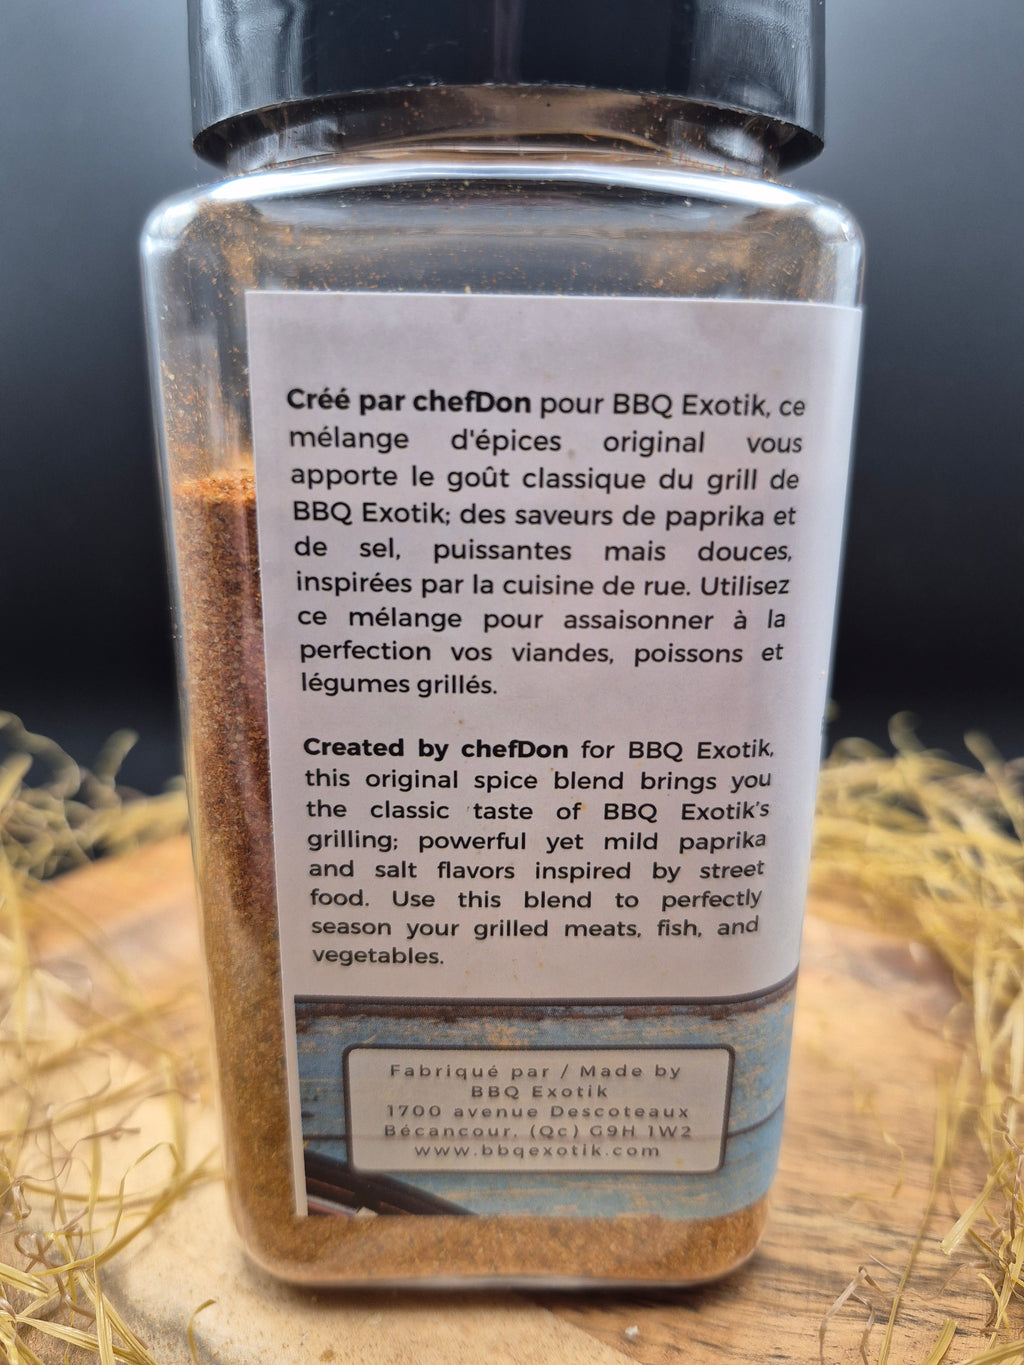 Créé par chefDon pour BBQ Exotik, ce
mélange d'épices original vous
apporte le goût classique du grill de
BBQ Exotik; des saveurs de paprika et
de sel, puissantes mais douces,
inspirées par la cuisine de rue. Utilisez
ce mélange pour assaisonner à la
perfection vos viandes, poissons et
légumes grillés.
Created by chefDon for BBQ Exotik,
this original spice blend brings you
the classic taste of BBQ Exotik's
grilling; powerful yet mild paprika
and salt flavors inspired by street
food. Use this blend to perfectly
season your grilled meats, fish, and
vegetables.
Fabriqué par / Made by
BBQ Exotik
1700 avenue Descoteaux
Bécancour, (Qc) G9H 1W2
www.bbqexotik.com